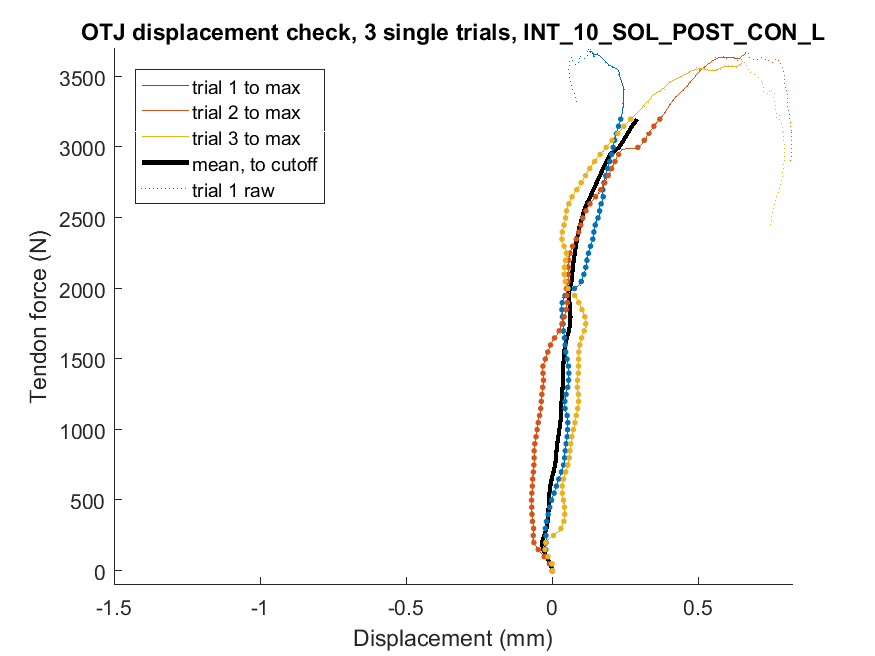 OTJ displacement check, 3 single trials, INT_10_SOL_POST_CON_L
3500
3000
2500
2000
1500
1000
500
0
Tendon force (N)
trial 1 to max
trial 2 to max
trial 3 to max
mean, to cutoff
trial 1 raw
-1.5
-1
-0.5
0
0.5
Displacement (mm)